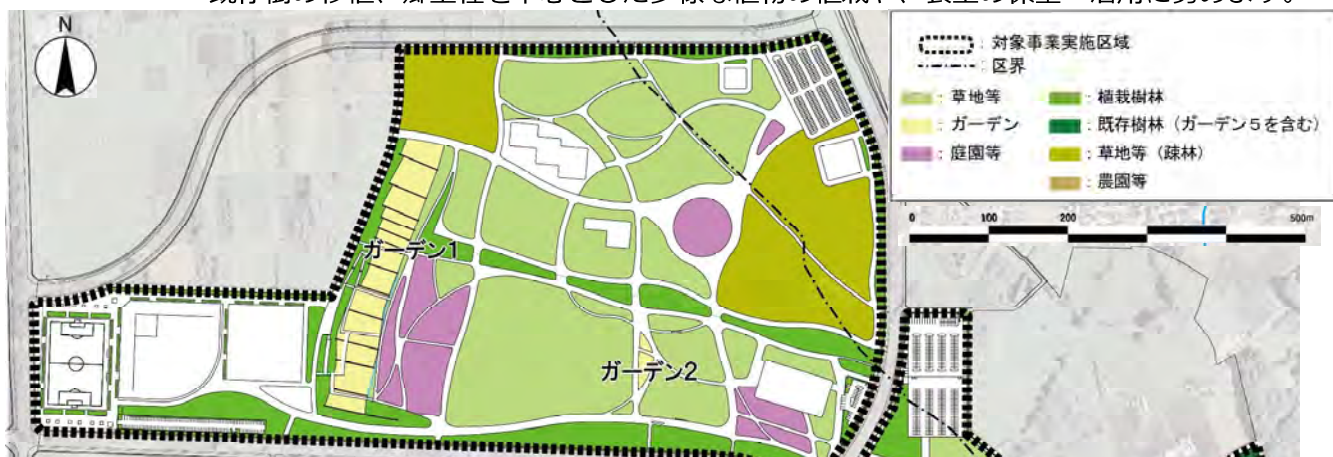 既存樹の移植、郷土種を中心とした多様な植物の植栽や、表土の保全・活用に努めます。
N
：対象事業実施区域
：区界
：草地等
：植栽樹林
：ガーデン
：既存樹林（ガーデン5を含む）
：庭園等
：草地等（疎林）
：農園等
0 100 200 500m
ガーデン1
ガーデン2